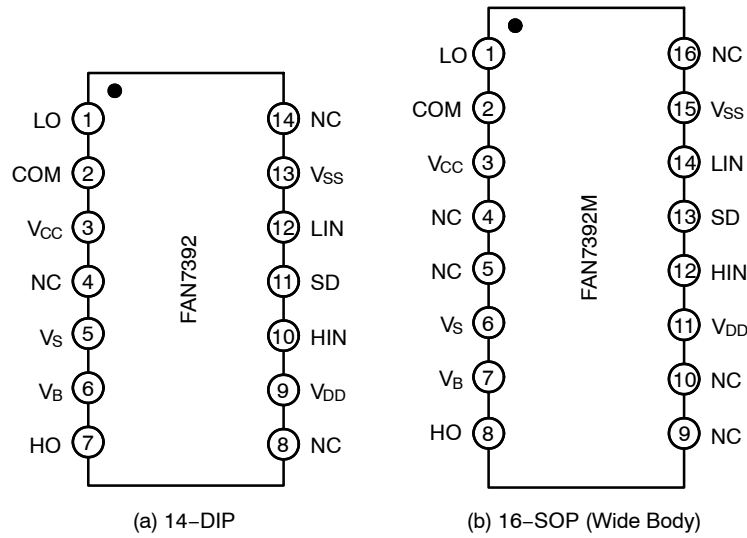 LO 1 14 NC
COM 2 13 VSS
VCC 3 12 LIN
NC 4 11 SD
VS 5 10 HIN
VB 6 9 VDD
HO 7 8 NC
FAN7392
(a) 14−DIP
LO 1 16 NC
COM 2 15 VSS
VCC 3 14 LIN
NC 4 13 SD
NC 5 12 HIN
VS 6 11 VDD
VB 7 10 NC
HO 8 9 NC
FAN7392M
(b) 16−SOP (Wide Body)